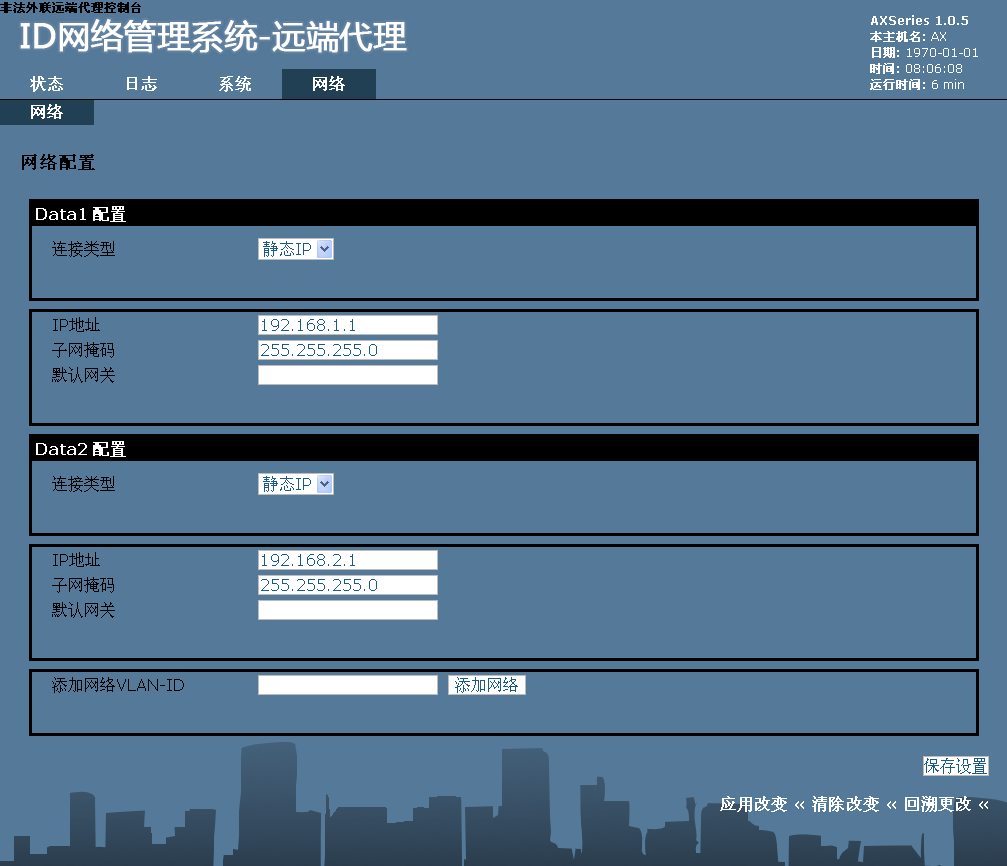 非法外联远端代理控制台
ID网络管理系统-远端代理
AXSeries 1.0.5
本主机名: AX
日期: 1970-01-01
时间: 08:06:08
运行时间: 6 min
状态 日志 系统 网络
网络
网络配置
Data1 配置
连接类型 静态IP
IP地址 192.168.1.1
子网掩码 255.255.255.0
默认网关
Data2 配置
连接类型 静态IP
IP地址 192.168.2.1
子网掩码 255.255.255.0
默认网关
添加网络VLAN-ID 添加网络
保存设置
应用改变 « 清除改变 « 回溯更改 «